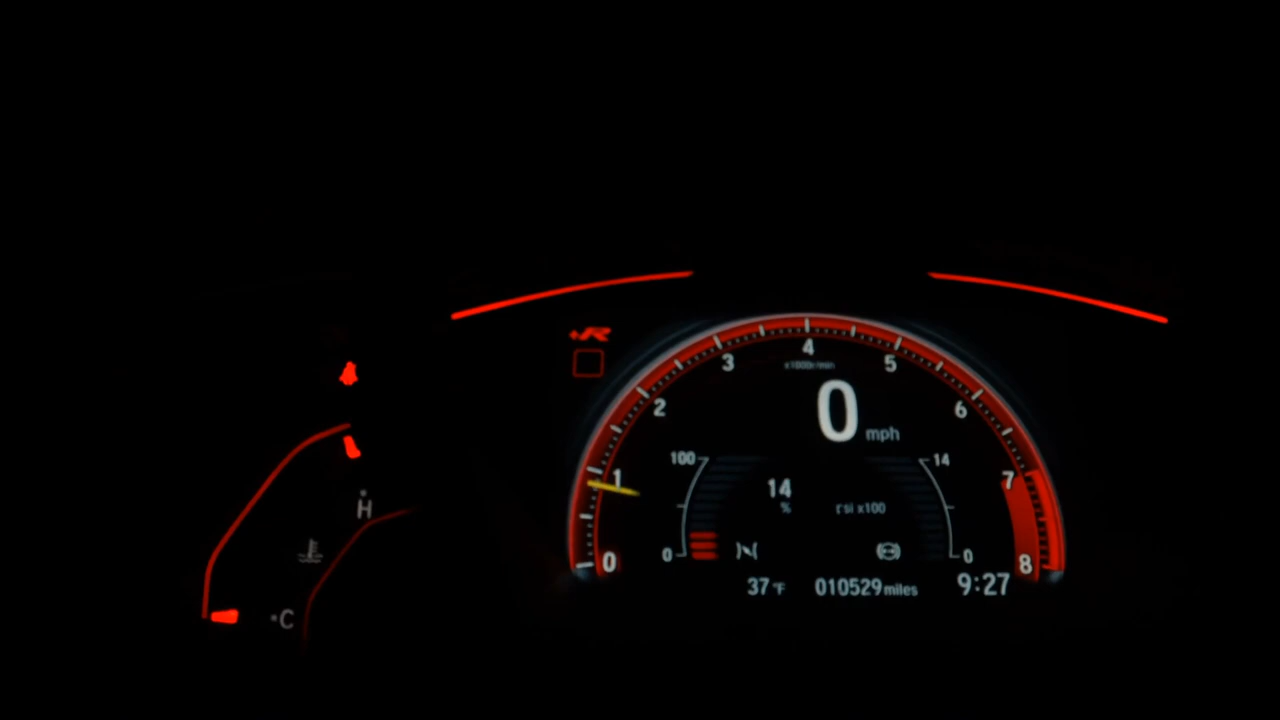 +R
4
3 5
x1000r/min
2 6
0 mph
1 7
100 14
14
%
psi x100
H
0 0
0 8
37°F 010529 miles 9:27
C